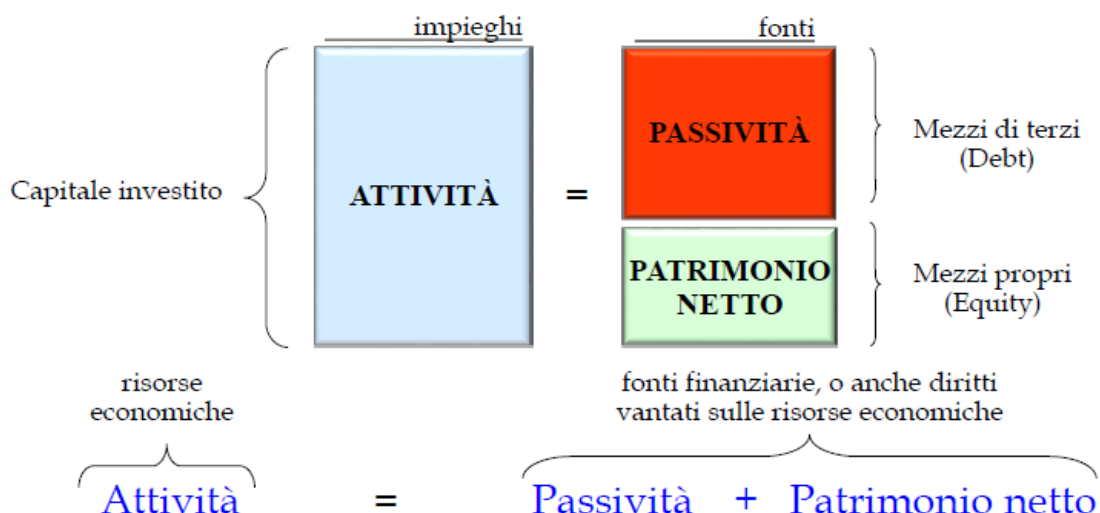 impieghi
fonti
Capitale investito
ATTIVITÀ
=
PASSIVITÀ
Mezzi di terzi
(Debt)
PATRIMONIO
NETTO
Mezzi propri
(Equity)
risorse
economiche
fonti finanziarie, o anche diritti
vantati sulle risorse economiche
Attività = Passività + Patrimonio netto